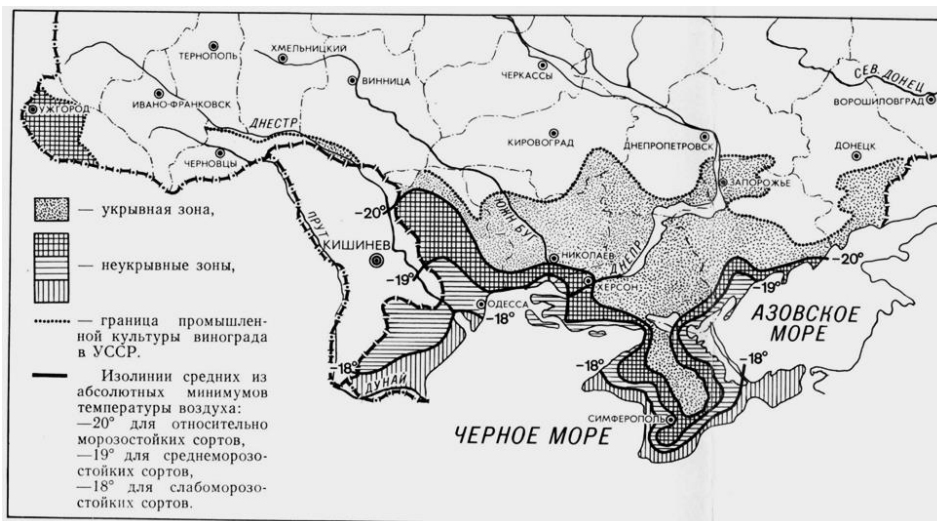 ХМЕЛЬНИЦКИЙ
ТЕРНОПОЛЬ
ЧЕРКАССЫ
СЕВ. ДОНЕЦ
ВИННИЦА
УЖГОРОД
ИВАНО-ФРАНКОВСК
ВОРОШИЛОВГРАД
ДНЕСТР
КИРОВОГРАД
ДНЕПРОПЕТРОВСК
ДОНЕЦК
ЧЕРНОВЦЫ
ЗАПОРОЖЬЕ
— укрывная зона,
-20°
ЮЖН. БУГ
ПРУТ
КИШИНЕВ
НИКОЛАЕВ
ДНЕПР
-20°
— неукрывные зоны,
-19°
ХЕРСОН
-19°
ОДЕССА
-18°
АЗОВСКОЕ
МОРЕ
— граница промышлен-
ной культуры винограда
в УССР.
-18°
-18°
-18°
Изолинии средних из
абсолютных минимумов
температуры воздуха:
—20° для относительно
морозостойких сортов,
—19° для среднеморозо-
стойких сортов,
—18° для слабоморозо-
стойких сортов.
ДУНАЙ
СИМФЕРОПОЛЬ
ЧЕРНОЕ МОРЕ